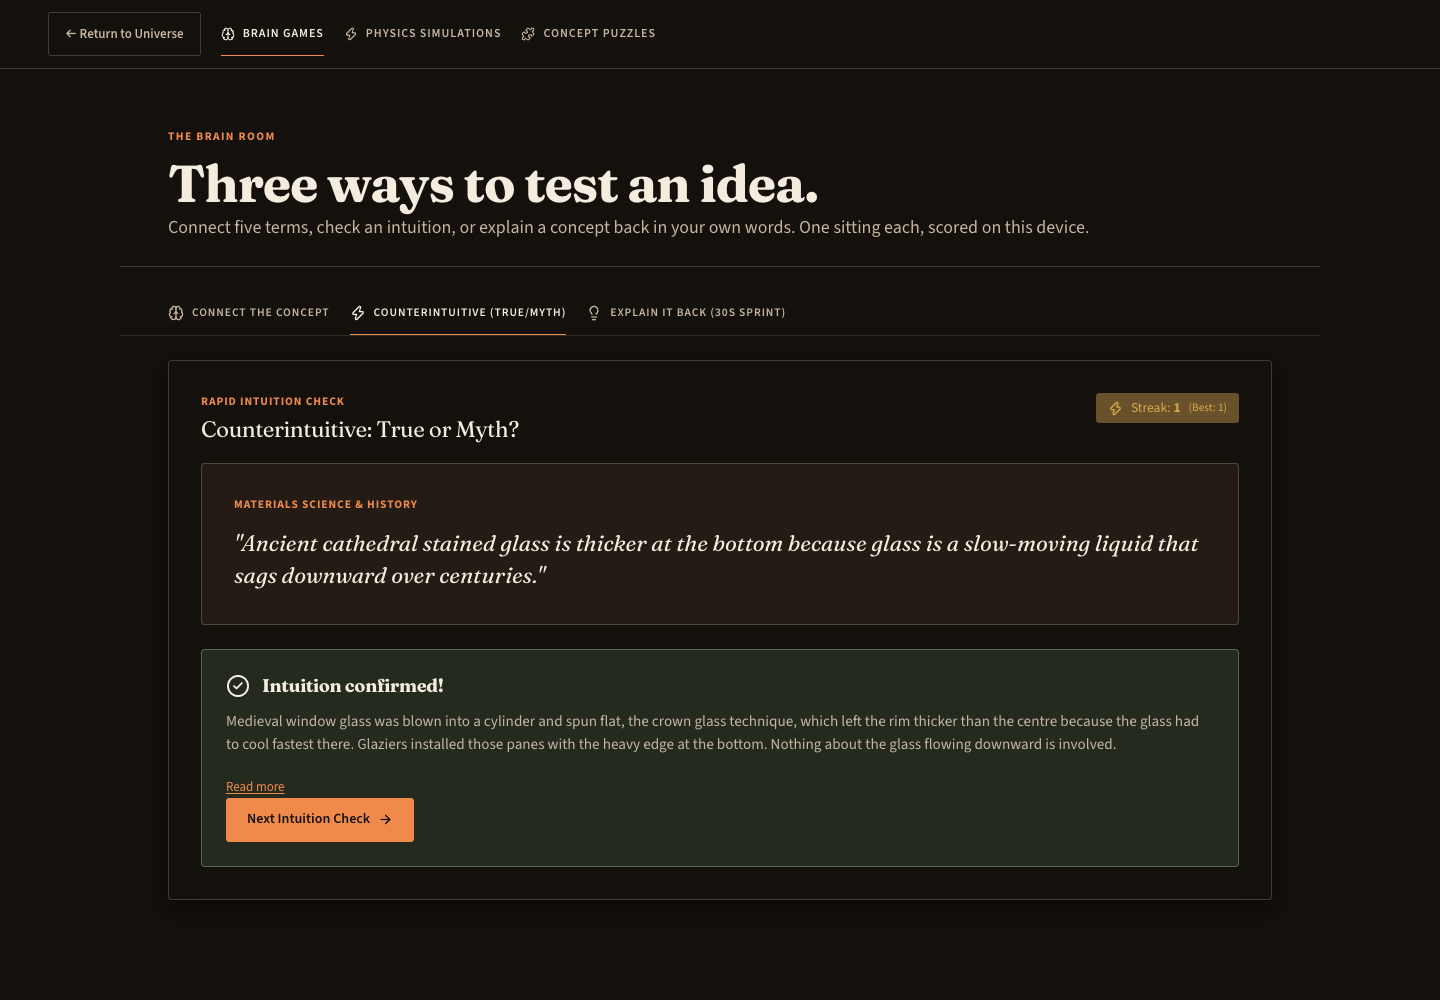 ← Return to Universe
BRAIN GAMES
PHYSICS SIMULATIONS
CONCEPT PUZZLES
THE BRAIN ROOM
Three ways to test an idea.
Connect five terms, check an intuition, or explain a concept back in your own words. One sitting each, scored on this device.
CONNECT THE CONCEPT
COUNTERINTUITIVE (TRUE/MYTH)
EXPLAIN IT BACK (30S SPRINT)
RAPID INTUITION CHECK
Streak: 1 (Best: 1)
Counterintuitive: True or Myth?
MATERIALS SCIENCE & HISTORY
"Ancient cathedral stained glass is thicker at the bottom because glass is a slow-moving liquid that
sags downward over centuries."
Intuition confirmed!
Medieval window glass was blown into a cylinder and spun flat, the crown glass technique, which left the rim thicker than the centre because the glass had
to cool fastest there. Glaziers installed those panes with the heavy edge at the bottom. Nothing about the glass flowing downward is involved.
Read more
Next Intuition Check →